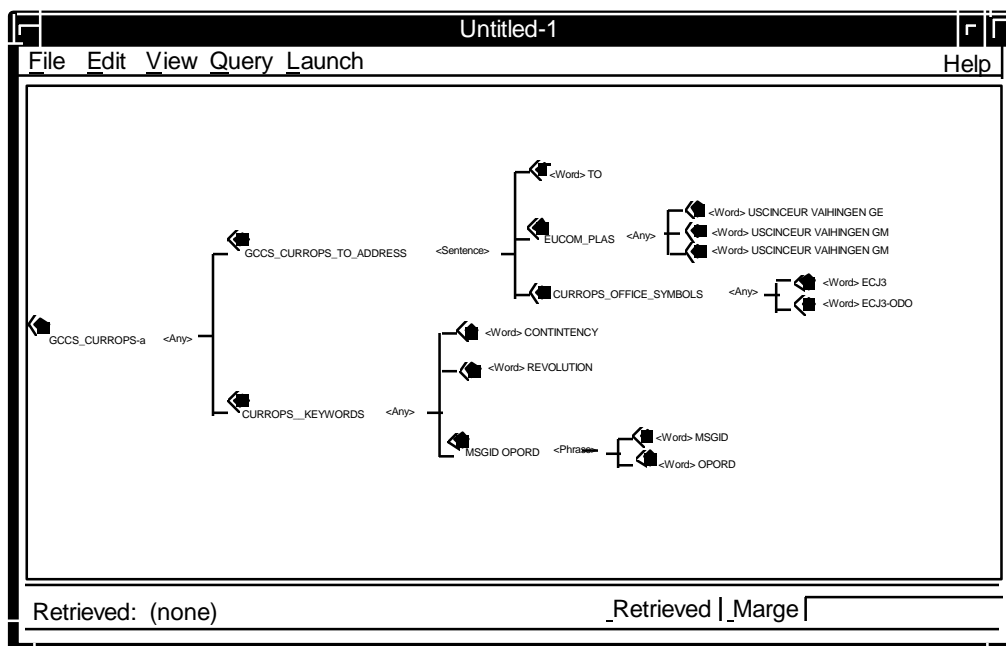 Untitled-1
File Edit View Query Launch Help
<Word> TO
<Word> USCINCEUR VAIHINGEN GE
EUCOM_PLAS <Any> <Word> USCINCEUR VAIHINGEN GM
GCCS_CURROPS_TO_ADDRESS <Sentence> <Word> USCINCEUR VAIHINGEN GM
<Word> ECJ3
CURROPS_OFFICE_SYMBOLS <Any>
<Word> ECJ3-ODO
<Word> CONTINTENCY
GCCS_CURROPS-a <Any>
<Word> REVOLUTION
CURROPS__KEYWORDS <Any>
<Word> MSGID
MSGID OPORD <Phrase>
<Word> OPORD
Retrieved: (none) Retrieved Marge